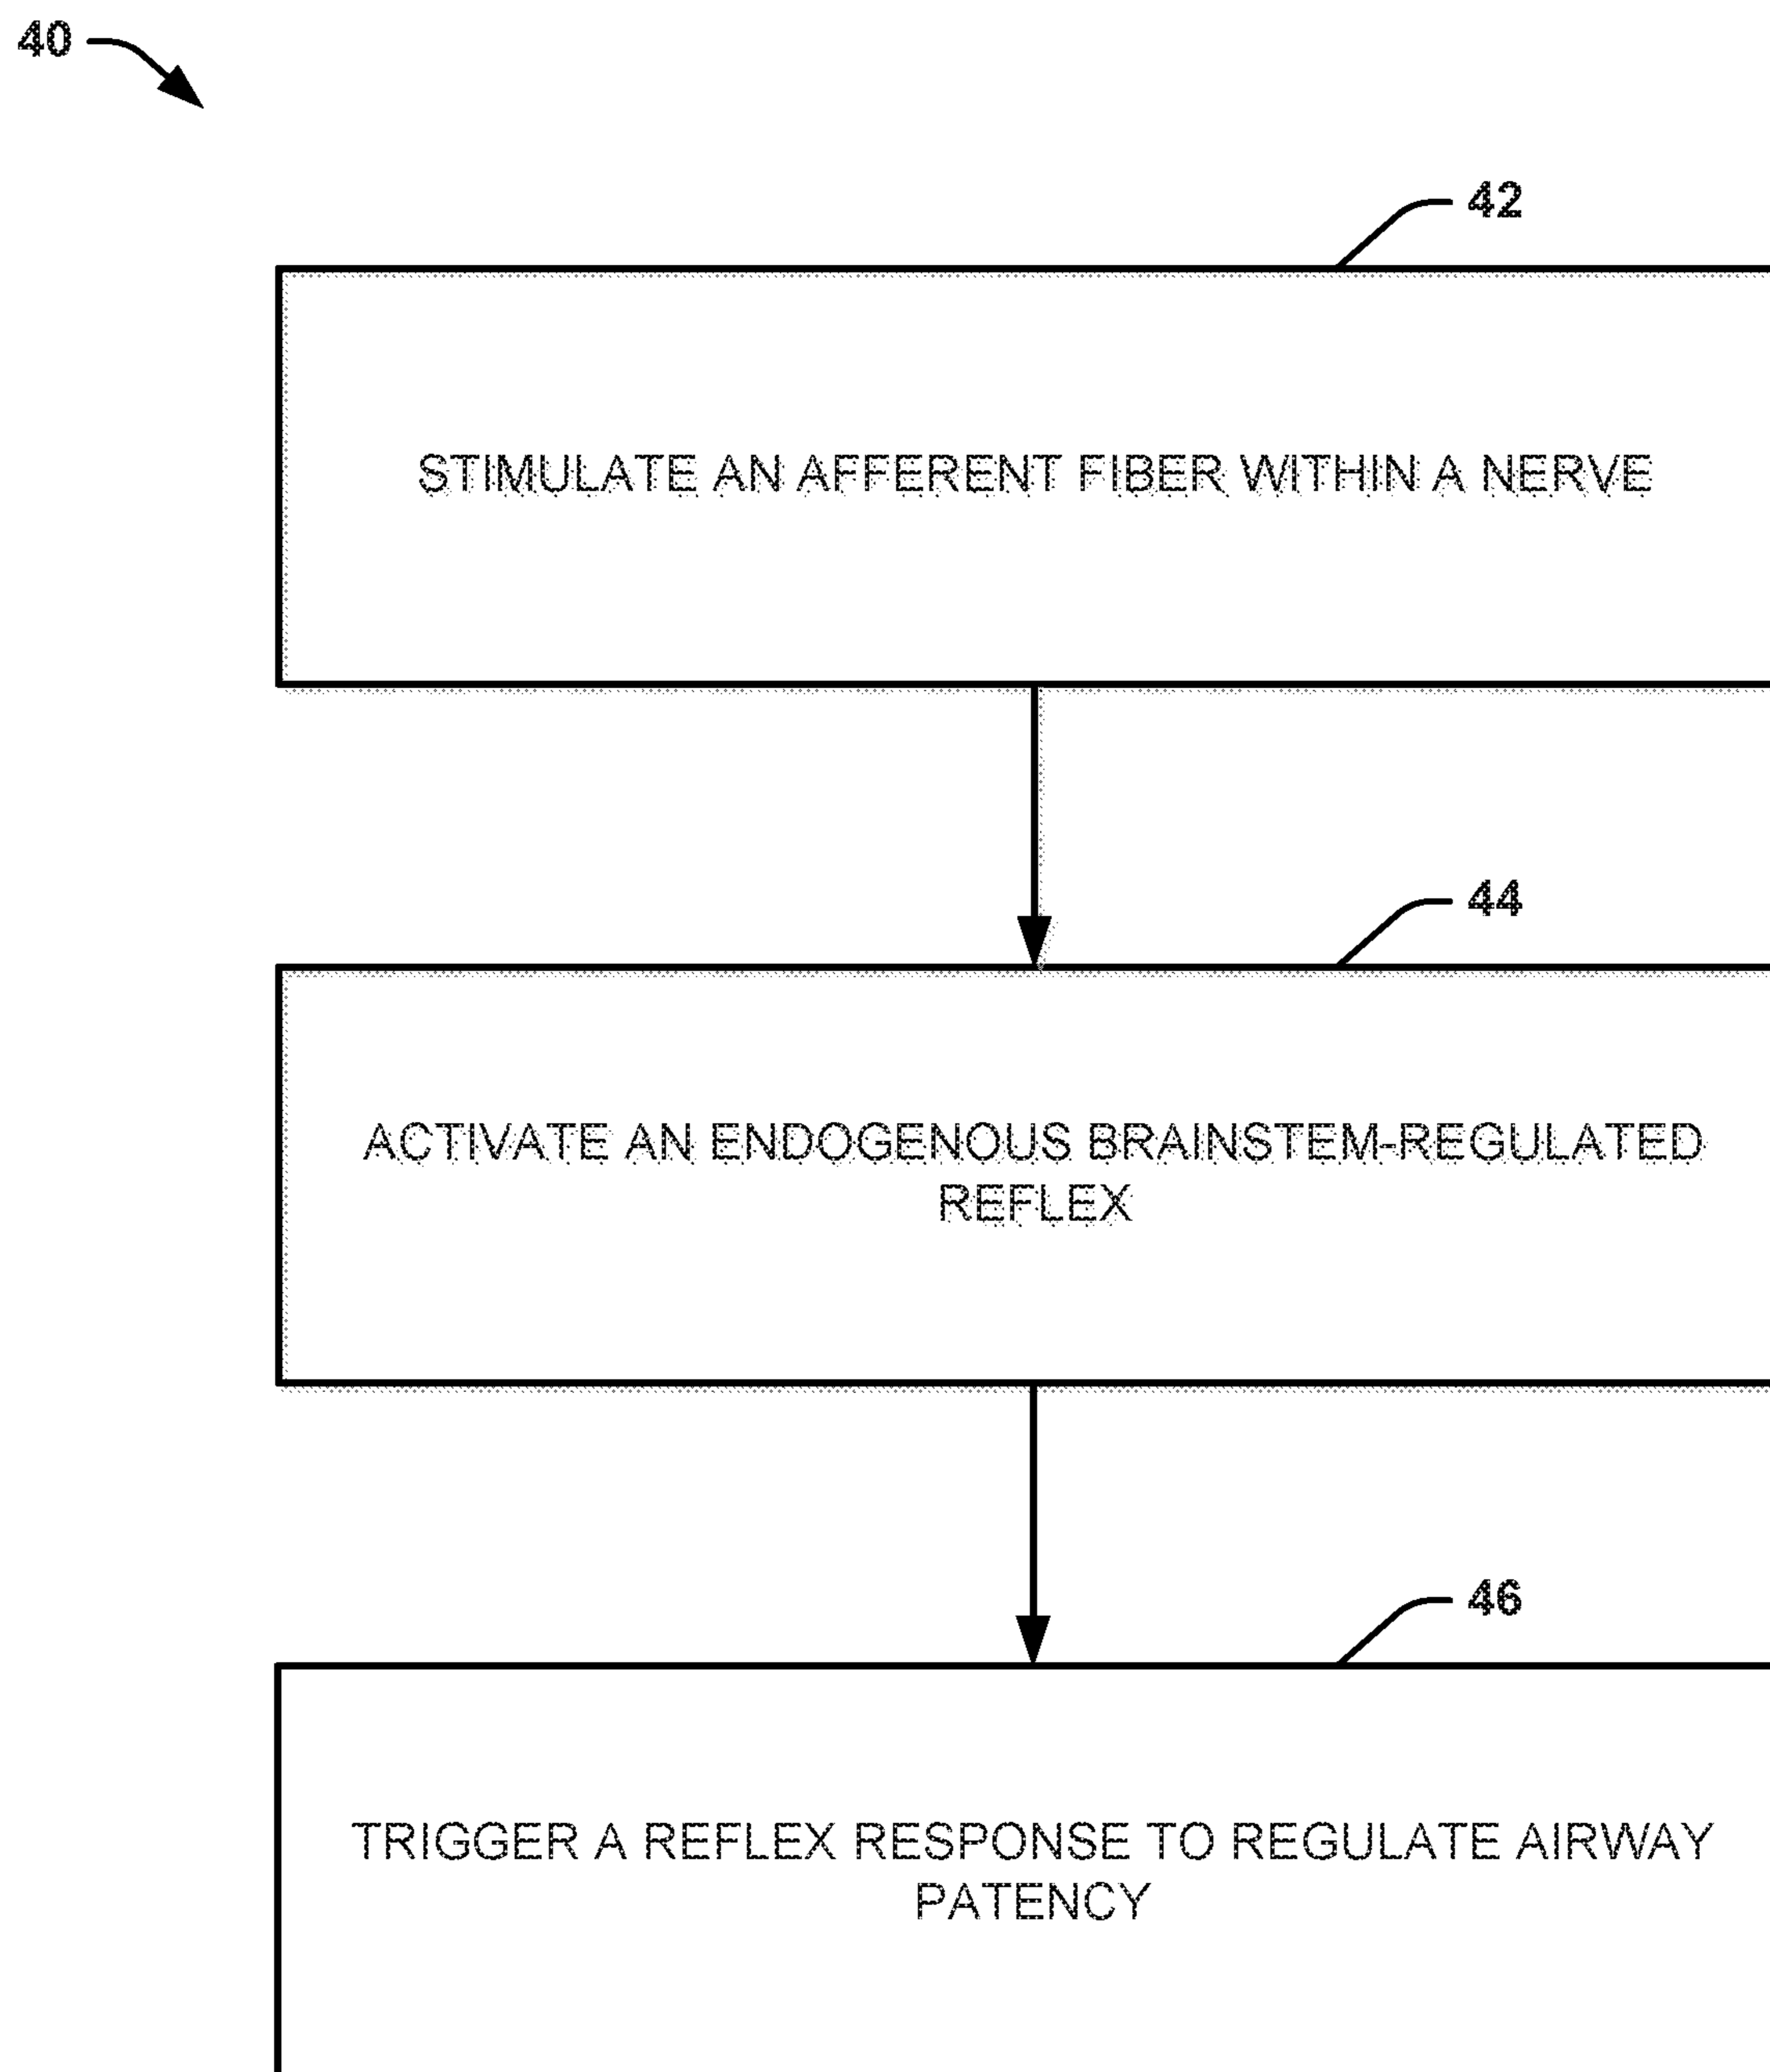 40
42
STIMULATE AN AFFERENT FIBER WITHIN A NERVE
44
ACTIVATE AN ENDOGENOUS BRAINSTEM-REGULATED
REFLEX
46
TRIGGER A REFLEX RESPONSE TO REGULATE AIRWAY
PATENCY